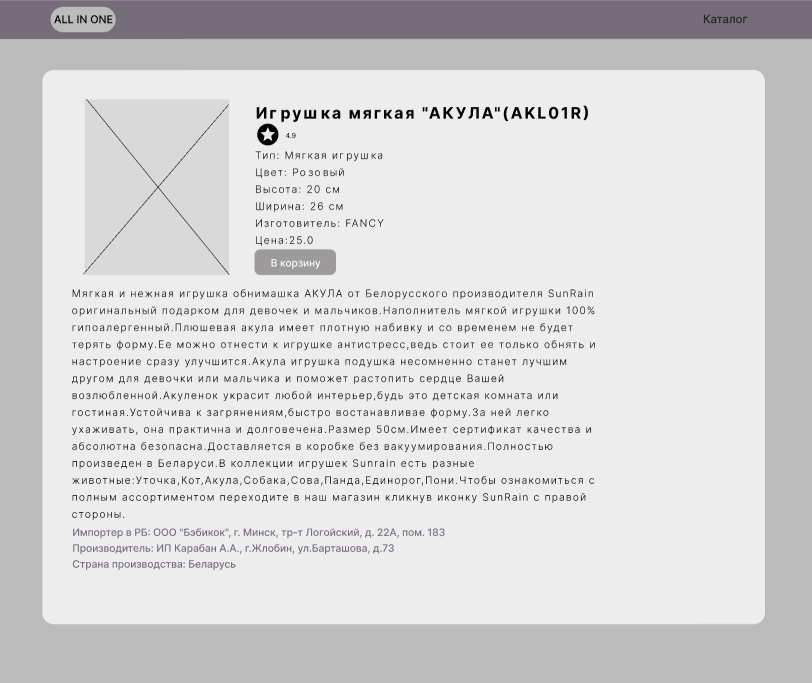 ALL IN ONE
Каталог
Игрушка мягкая "АКУЛА"(AKL01R)
4.9
Тип: Мягкая игрушка
Цвет: Розовый
Высота: 20 см
Ширина: 26 см
Изготовитель: FANCY
Цена:25.0
В корзину
Мягкая и нежная игрушка обнимашка АКУЛА от Белорусского производителя SunRain
оригинальный подарком для девочек и мальчиков.Наполнитель мягкой игрушки 100%
гипоалергенный.Плюшевая акула имеет плотную набивку и со временем не будет
терять форму.Ее можно отнести к игрушке антистресс,ведь стоит ее только обнять и
настроение сразу улучшится.Акула игрушка подушка несомненно станет лучшим
другом для девочки или мальчика и поможет растопить сердце Вашей
возлюбленной.Акуленок украсит любой интерьер,будь это детская комната или
гостиная.Устойчива к загрянениям,быстро востанавливае форму.За ней легко
ухаживать, она практична и долговечена.Размер 50см.Имеет сертификат качества и
абсолютна безопасна.Доставляется в коробке без вакуумирования.Полностью
произведен в Беларуси.В коллекции игрушек Sunrain есть разные
животные:Уточка,Кот,Акула,Собака,Сова,Панда,Единорог,Пони.Чтобы ознакомиться с
полным ассортиментом переходите в наш магазин кликнув иконку SunRain с правой
стороны.
Импортер в РБ: ООО "Бэбикок", г. Минск, тр-т Логойский, д. 22А, пом. 183
Производитель: ИП Карабан А.А., г.Жлобин, ул.Барташова, д.73
Страна производства: Беларусь